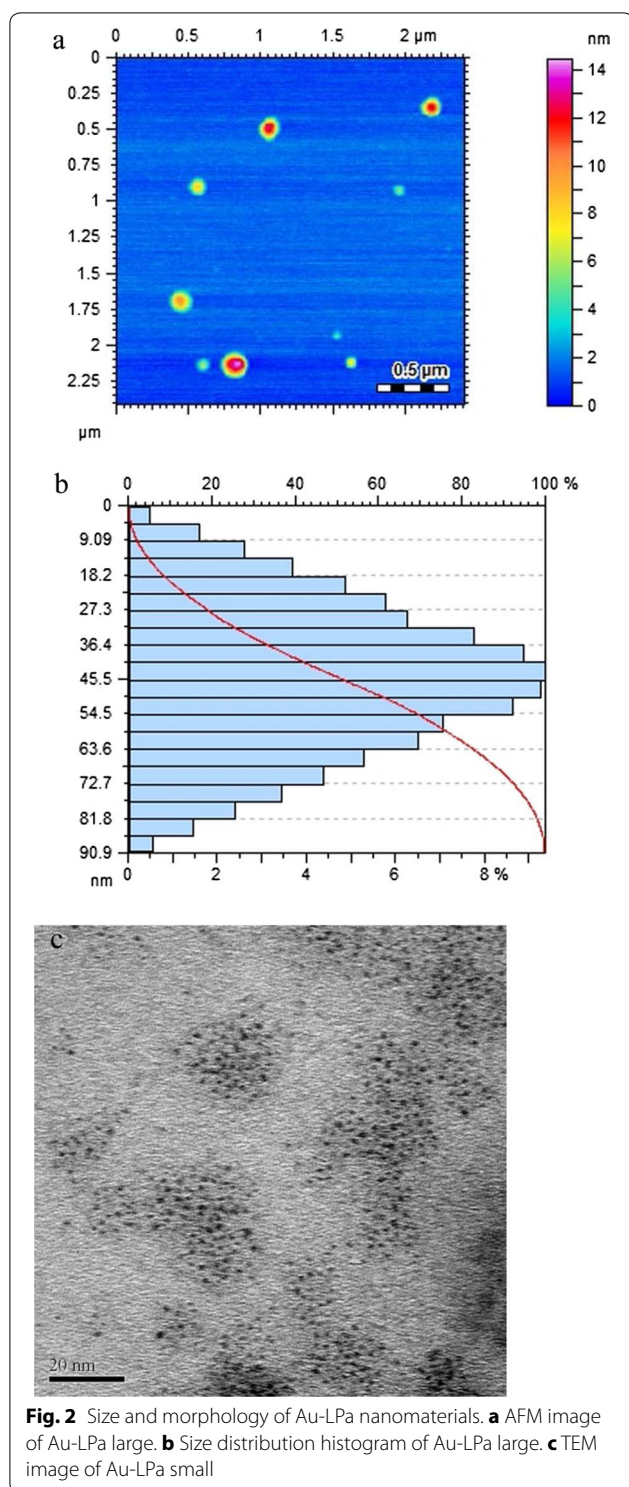 a
0 0.5 1 1.5 2 µm
nm
0
0.25
0.5
0.75
1
1.25
1.5
1.75
2
2.25
µm
0.5 µm
14
12
10
8
6
4
2
0
b
0 20 40 60 80 100 %
0
9.09
18.2
27.3
36.4
45.5
54.5
63.6
72.7
81.8
90.9
nm
0 2 4 6 8 %
c
20 nm
Fig. 2 Size and morphology of Au-LPa nanomaterials. a AFM image
of Au-LPa large. b Size distribution histogram of Au-LPa large. c TEM
image of Au-LPa small